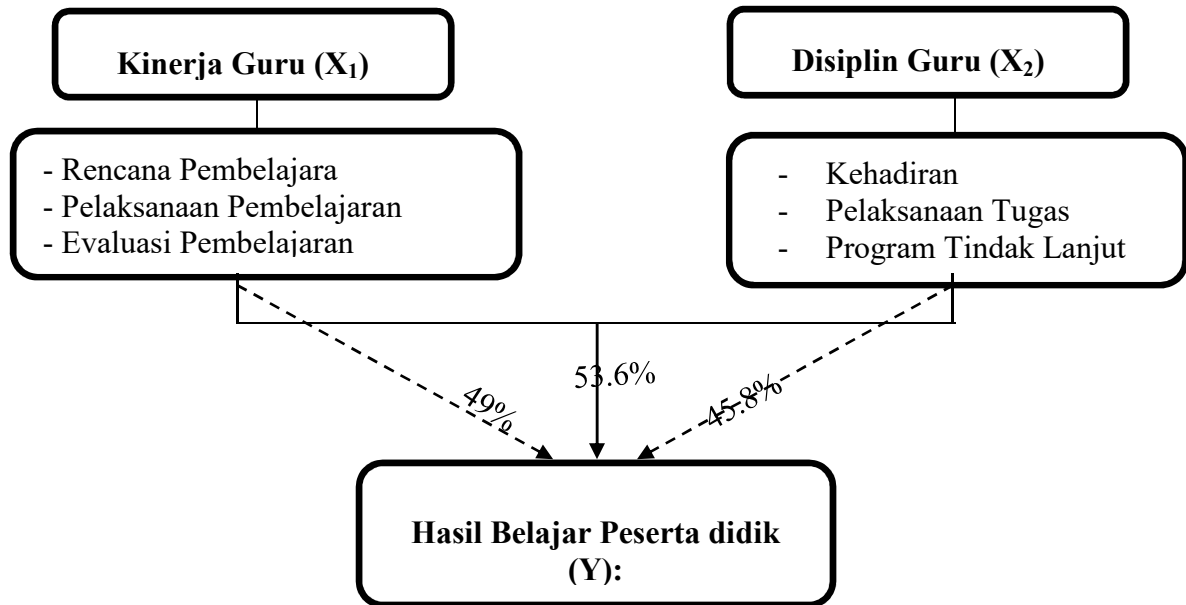 Kinerja Guru (X₁)
Disiplin Guru (X₂)
- Rencana Pembelajara
- Pelaksanaan Pembelajaran
- Evaluasi Pembelajaran
- Kehadiran
- Pelaksanaan Tugas
- Program Tindak Lanjut
49%
53.6%
45.8%
Hasil Belajar Peserta didik
(Y):